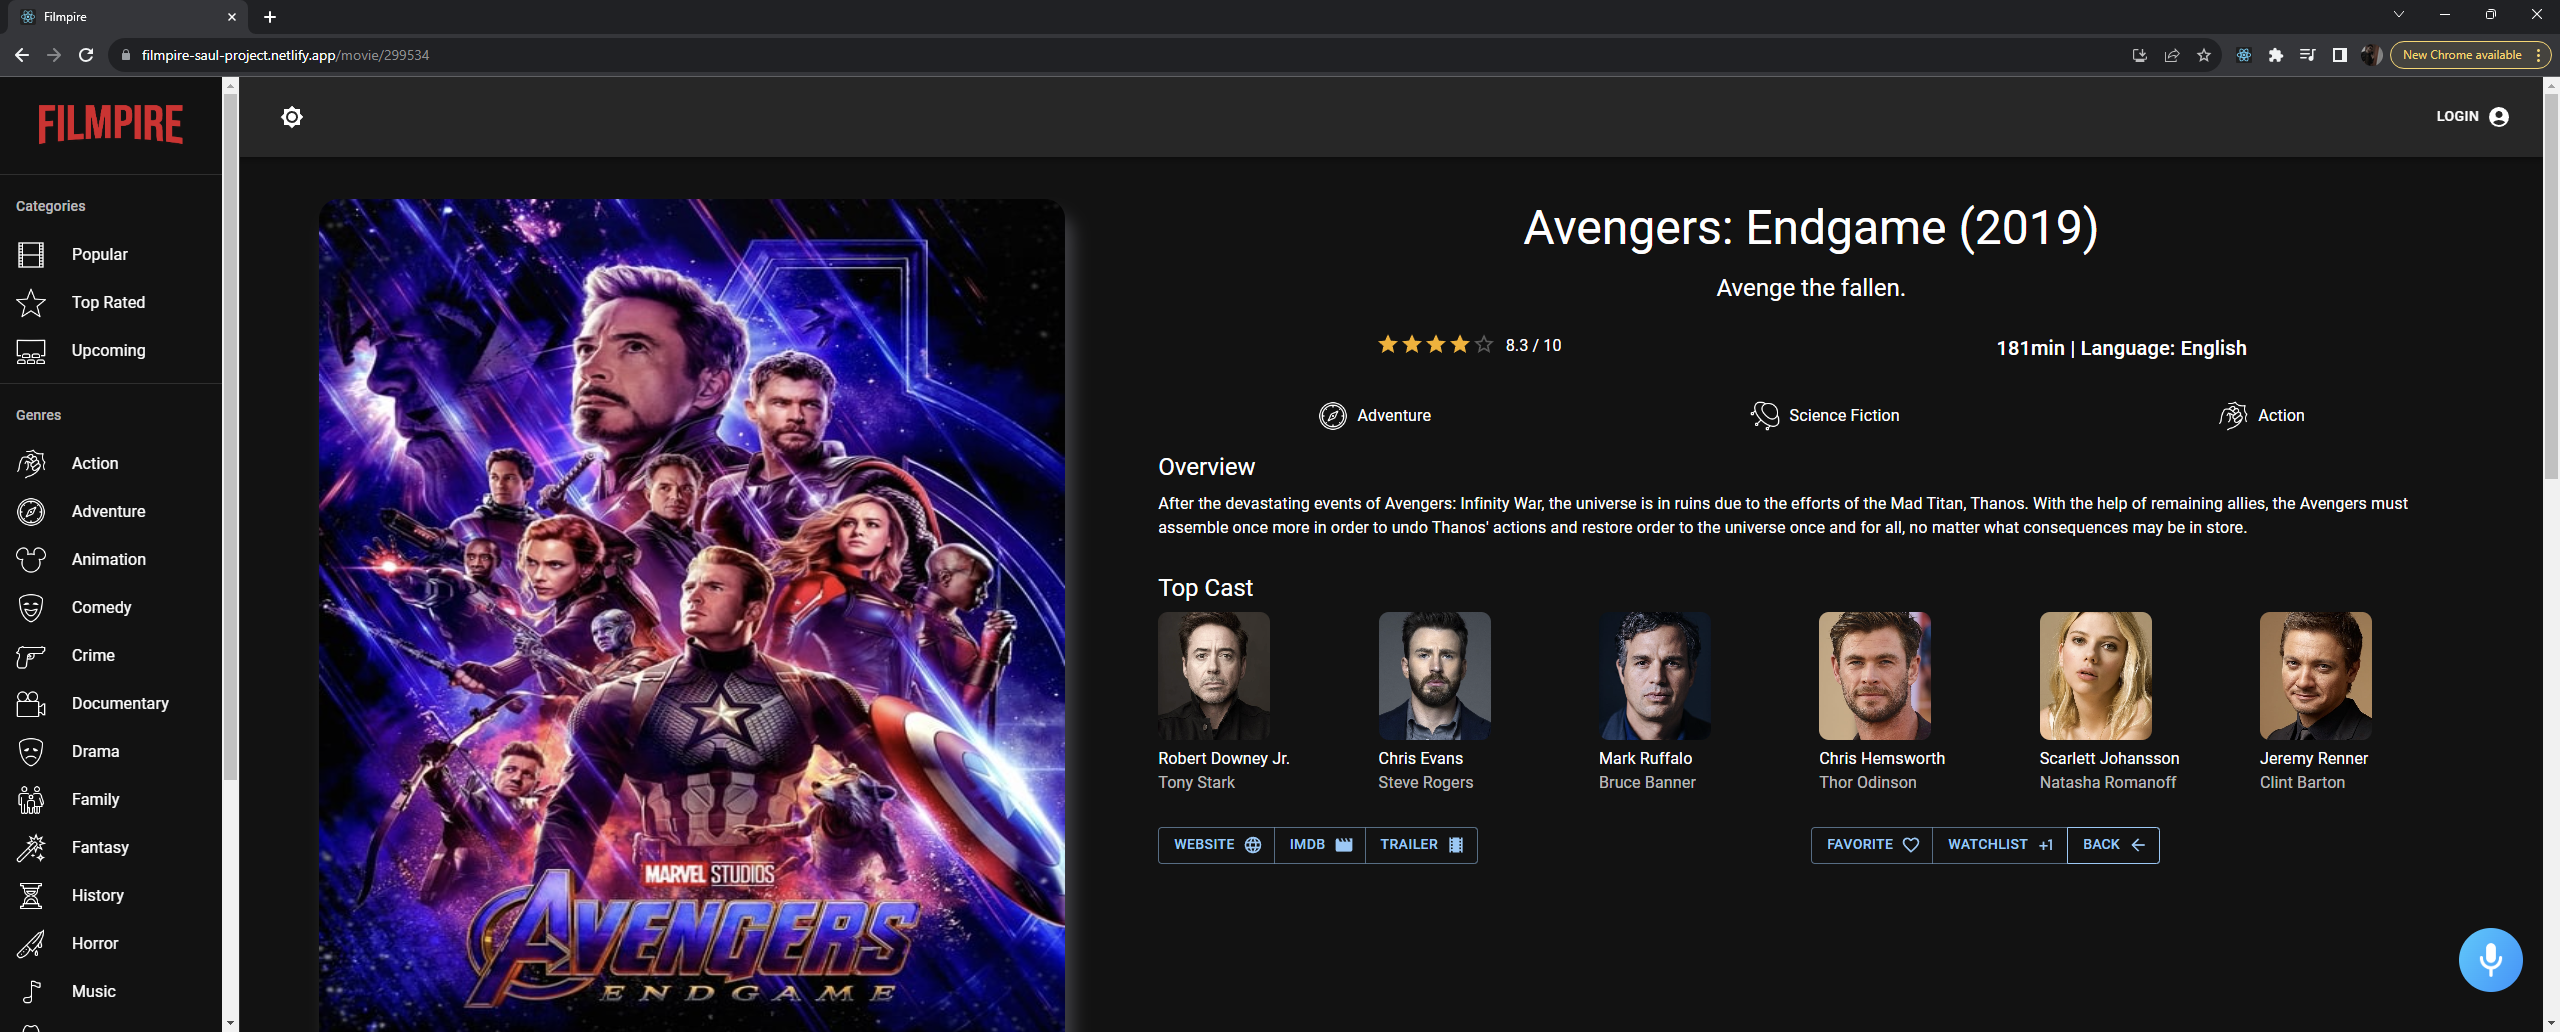 Filmpire
filmpire-saul-project.netlify.app/movie/299534
New Chrome available
FILMPIRE
LOGIN
Categories
Popular
Top Rated
Upcoming
Genres
Action
Adventure
Animation
Comedy
Crime
Documentary
Drama
Family
Fantasy
History
Horror
Music
MARVEL STUDIOS
AVENGERS
ENDGAME
Avengers: Endgame (2019)
Avenge the fallen.
8.3 / 10
181min | Language: English
Adventure
Science Fiction
Action
Overview
After the devastating events of Avengers: Infinity War, the universe is in ruins due to the efforts of the Mad Titan, Thanos. With the help of remaining allies, the Avengers must
assemble once more in order to undo Thanos' actions and restore order to the universe once and for all, no matter what consequences may be in store.
Top Cast
Robert Downey Jr.
Tony Stark
Chris Evans
Steve Rogers
Mark Ruffalo
Bruce Banner
Chris Hemsworth
Thor Odinson
Scarlett Johansson
Natasha Romanoff
Jeremy Renner
Clint Barton
WEBSITE
IMDB
TRAILER
FAVORITE
WATCHLIST +1
BACK